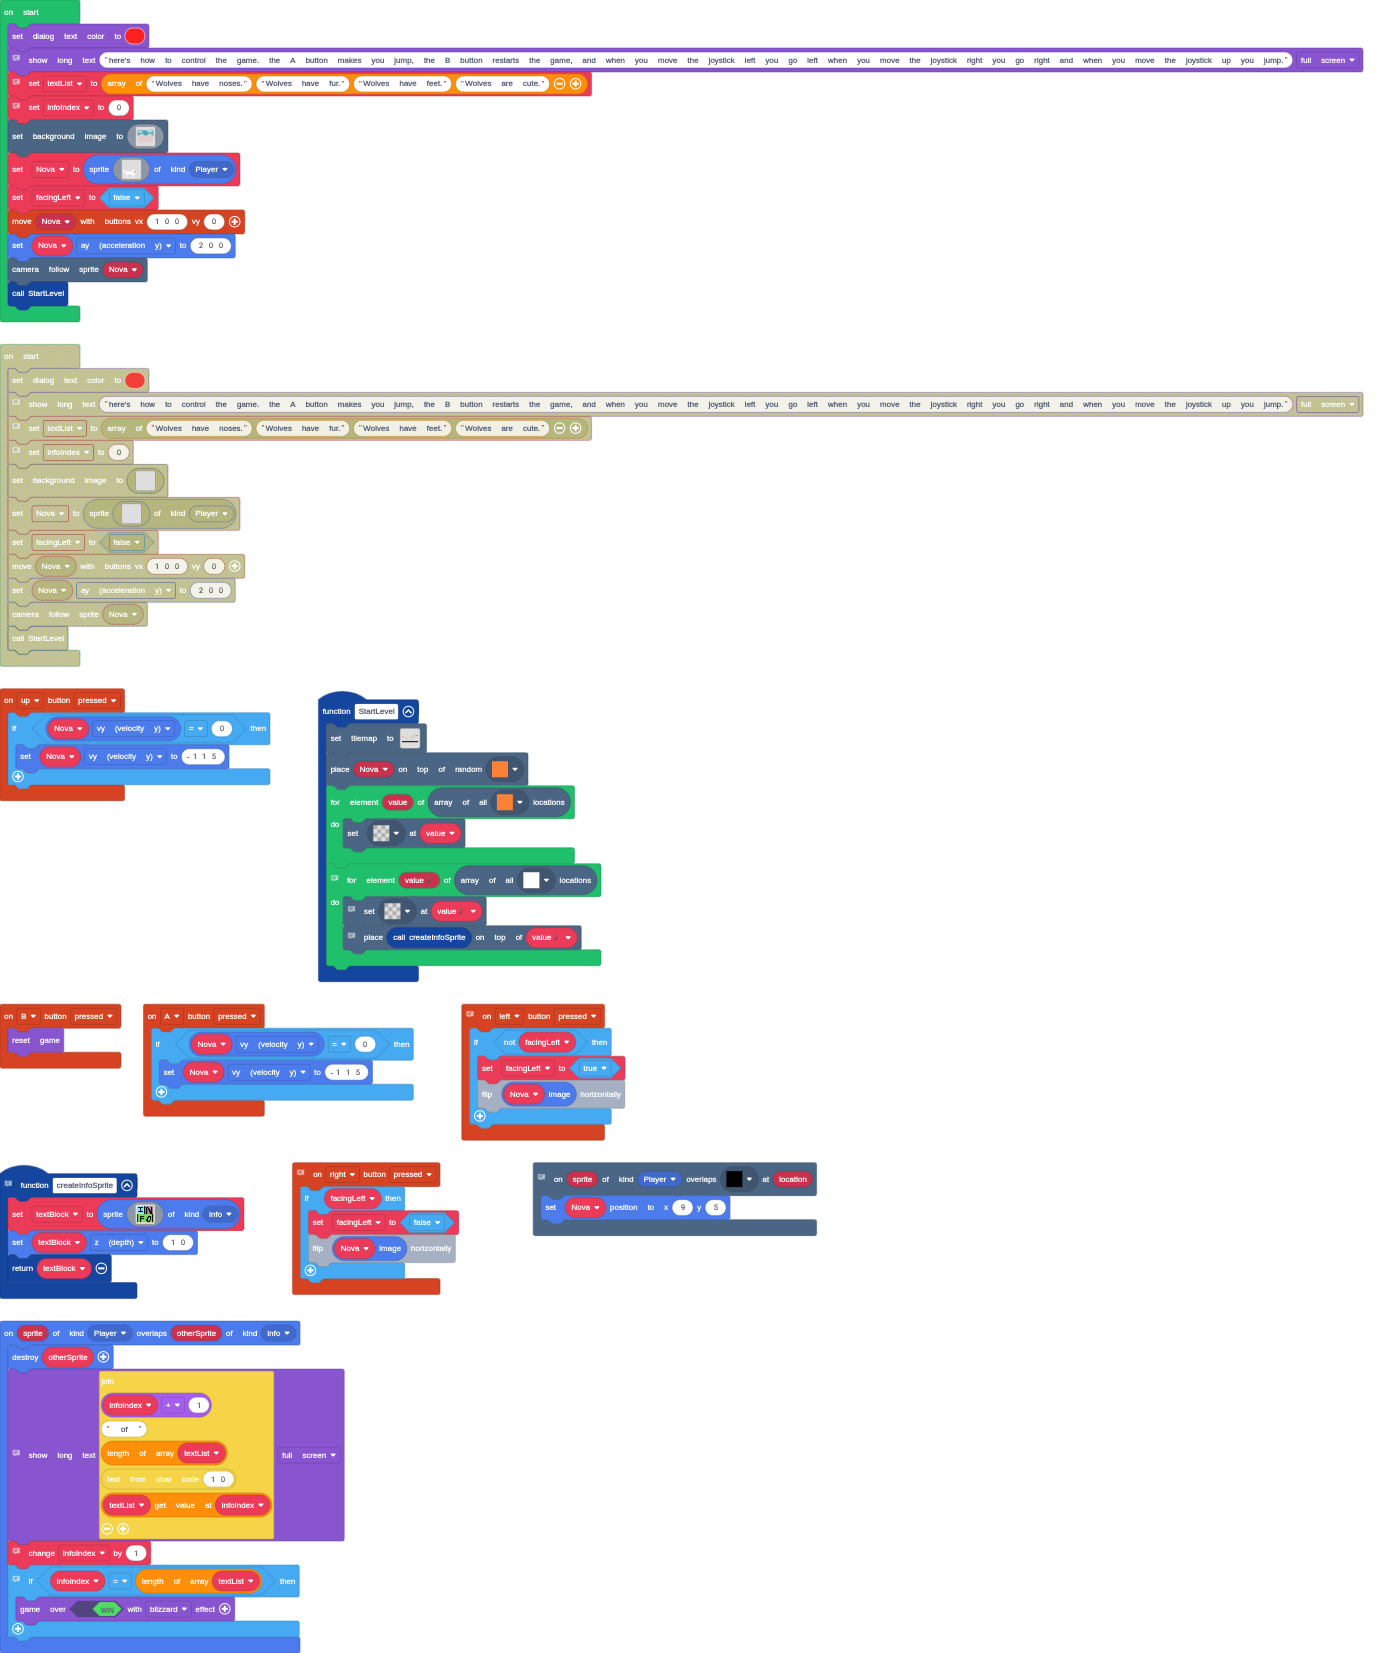 on start
set dialog text color to
show long text "here's how to control the game. the A button makes you jump, the B button restarts the game, and when you move the joystick left you go left when you move the joystick right you go right and when you move the joystick up you jump." full screen
set textList to array of "Wolves have noses." "Wolves have fur." "Wolves have feet." "Wolves are cute."
set infoIndex to 0
set background image to
set Nova to sprite of kind Player
set facingLeft to false
move Nova with buttons vx 100 vy 0
set Nova ay (acceleration y) to 200
camera follow sprite Nova
call StartLevel
on start
set dialog text color to
show long text "here's how to control the game. the A button makes you jump, the B button restarts the game, and when you move the joystick left you go left when you move the joystick right you go right and when you move the joystick up you jump." full screen
set textList to array of "Wolves have noses." "Wolves have fur." "Wolves have feet." "Wolves are cute."
set infoIndex to 0
set background image to
set Nova to sprite of kind Player
set facingLeft to false
move Nova with buttons vx 100 vy 0
set Nova ay (acceleration y) to 200
camera follow sprite Nova
call StartLevel
on up button pressed
if Nova vy (velocity y) = 0 then
set Nova vy (velocity y) to -115
function StartLevel
set tilemap to
place Nova on top of random
for element value of array of all locations
do
set at value
for element value of array of all locations
do
set at value
place call createInfoSprite on top of value
on B button pressed
reset game
on A button pressed
if Nova vy (velocity y) = 0 then
set Nova vy (velocity y) to -115
on left button pressed
if not facingLeft then
set facingLeft to true
flip Nova image horizontally
function createInfoSprite
set textBlock to sprite IN FO of kind Info
set textBlock z (depth) to 10
return textBlock
on right button pressed
if facingLeft then
set facingLeft to false
flip Nova image horizontally
on sprite of kind Player overlaps at location
set Nova position to x 9 y 5
on sprite of kind Player overlaps otherSprite of kind Info
destroy otherSprite
show long text join full screen
infoIndex + 1
" of "
length of array textList
text from char code 10
textList get value at infoIndex
change infoIndex by 1
if infoIndex = length of array textList then
game over WIN with blizzard effect